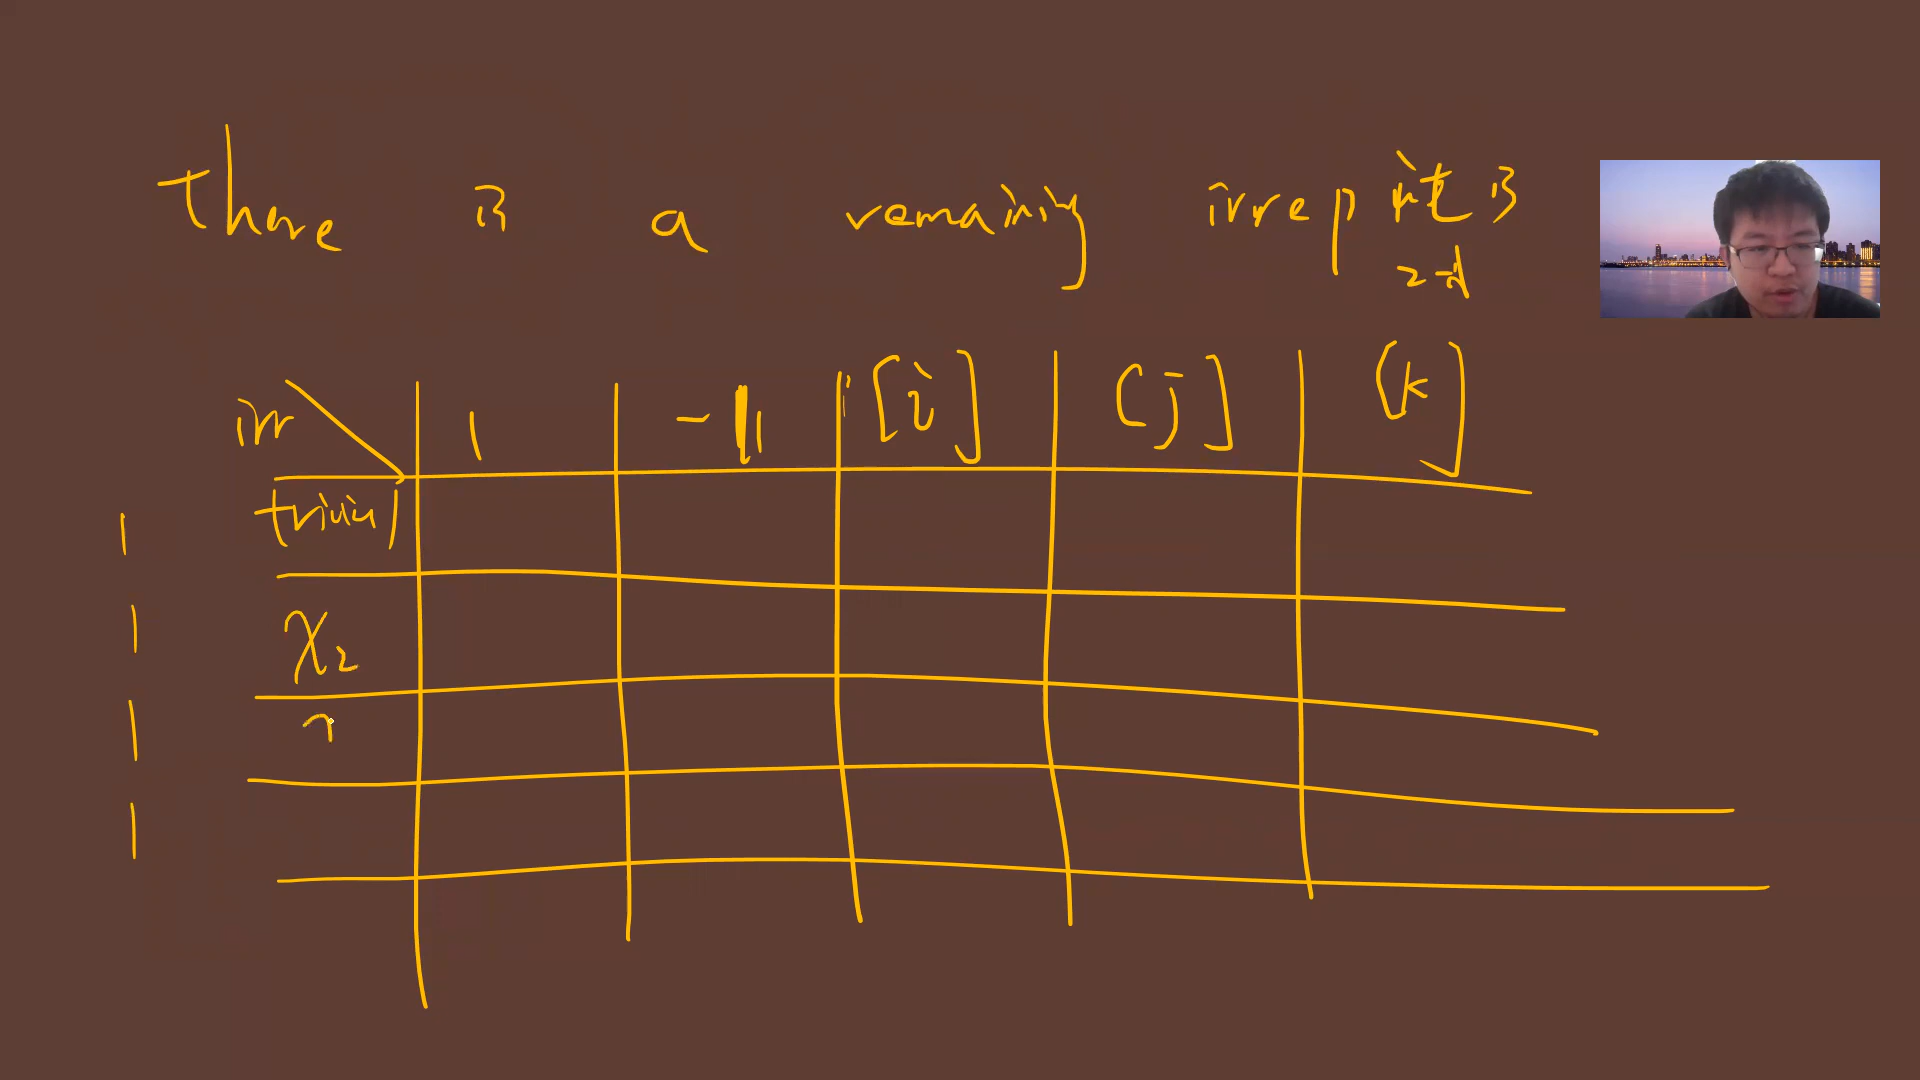 There is a remaining irrep it is
2-d
irr 1 -1 [i] [j] [k]
1 trivial
1 χ₂
1
1